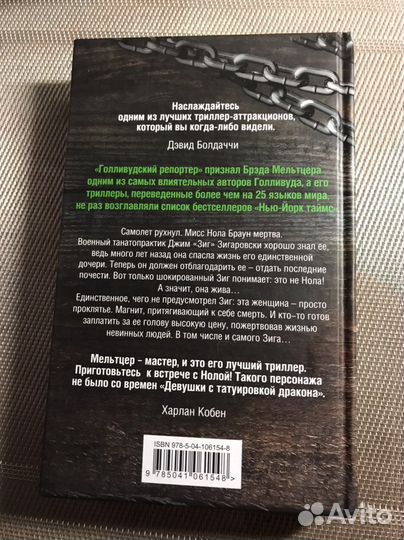 Наслаждайтесь
одним из лучших триллер-аттракционов,
который вы когда-либо видели.
Дэвид Болдаччи
«Голливудский репортер» признал Брэда Мельтцера
одним из самых влиятельных авторов Голливуда, а его
триллеры, переведенные более чем на 25 языков мира,
не раз возглавляли список бестселлеров «Нью-Йорк таймс»
Самолет рухнул. Мисс Нола Браун мертва.
Военный танатопрактик Джим «Зиг» Зигаровски хорошо знал ее,
ведь много лет назад она спасла жизнь его единственной
дочери. Теперь он должен отблагодарить ее – отдать последние
почести. Вот только шокированный Зиг понимает: это не Нола!
А значит, она жива...
Единственное, чего не предусмотрел Зиг: эта женщина – просто
проклятье. Магнит, притягивающий к себе смерть. И кто-то готов
заплатить за ее голову высокую цену, пожертвовав жизнью
невинных людей. В том числе и самого Зига...
Мельтцер – мастер, и это его лучший триллер.
Приготовьтесь к встрече с Нолой! Такого персонажа
не было со времен «Девушки с татуировкой дракона».
Харлан Кобен
ISBN 978-5-04-106154-8
9 785041 061548 >
Avito